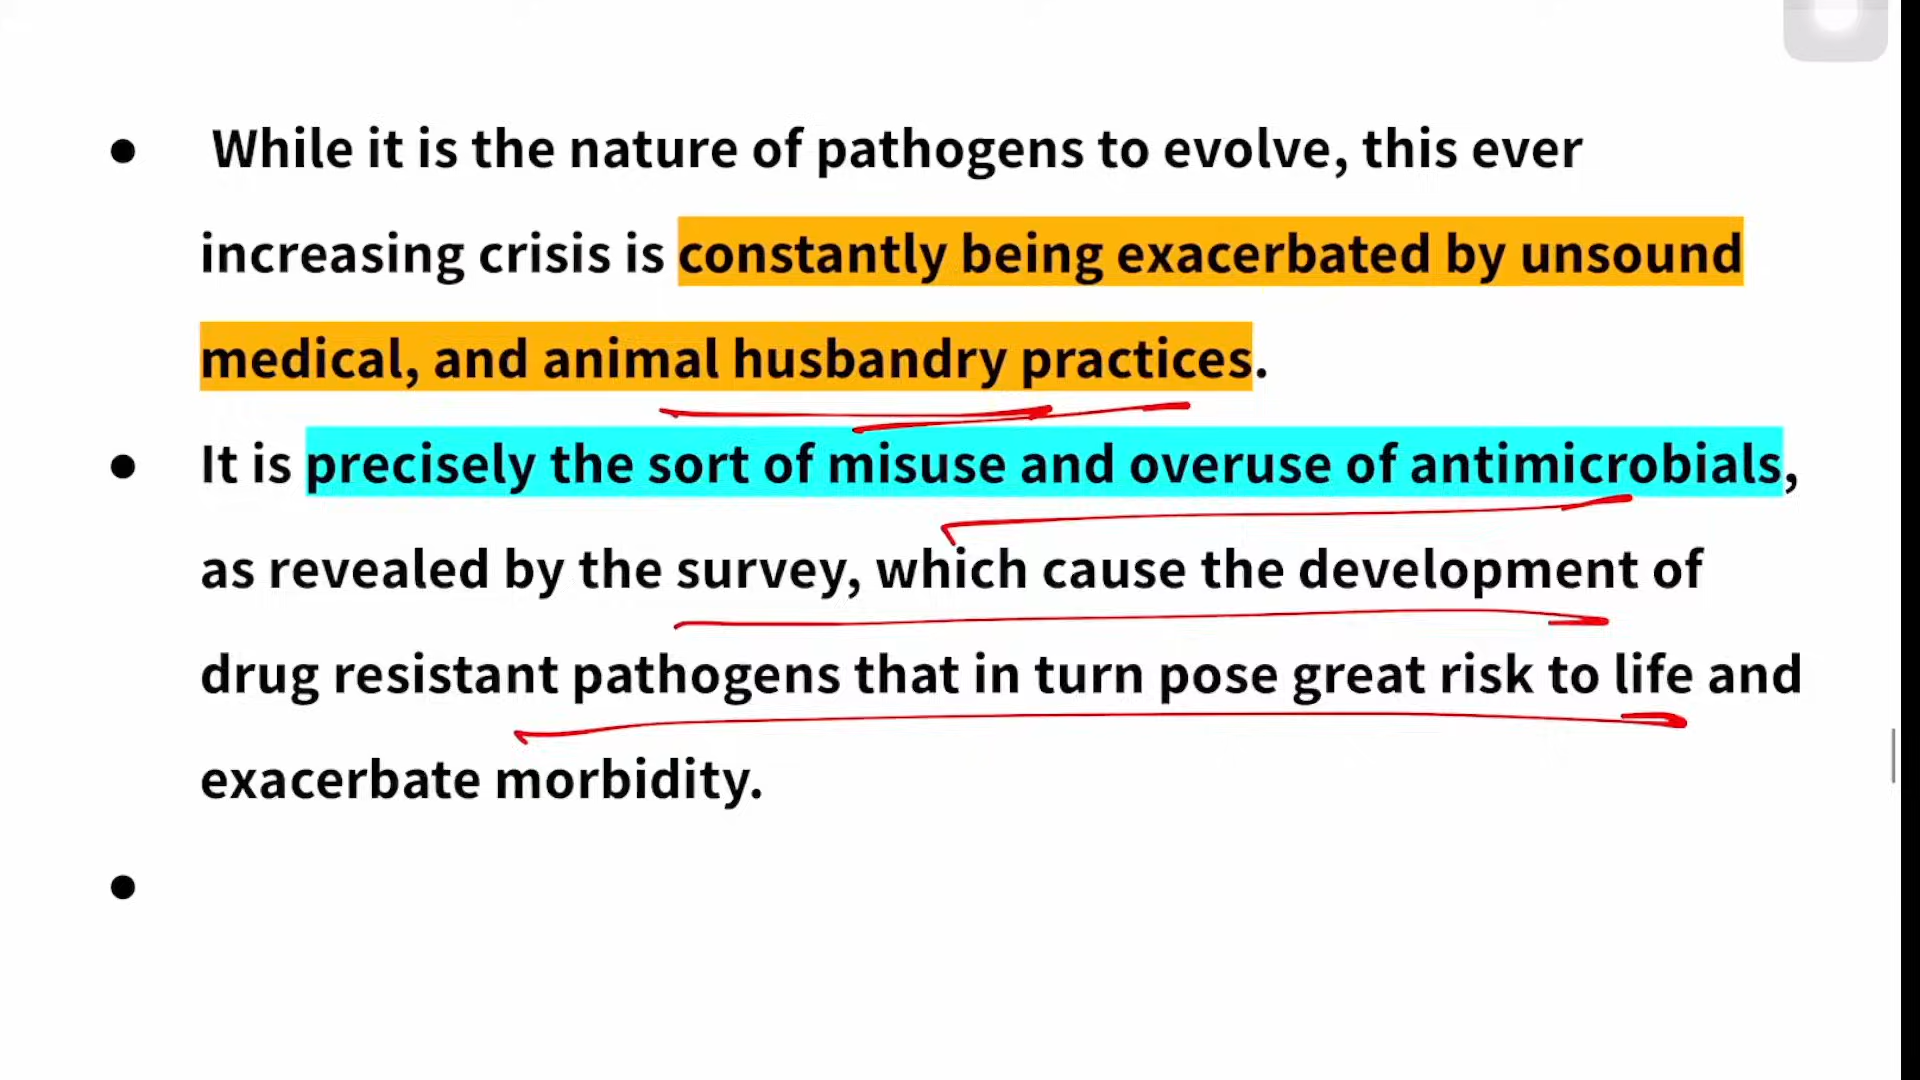 ● While it is the nature of pathogens to evolve, this ever
increasing crisis is constantly being exacerbated by unsound
medical, and animal husbandry practices.
● It is precisely the sort of misuse and overuse of antimicrobials,
as revealed by the survey, which cause the development of
drug resistant pathogens that in turn pose great risk to life and
exacerbate morbidity.
●